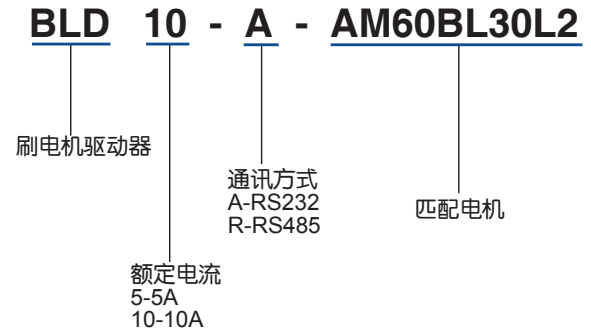 BLD 10 - A - AM60BL30L2
刷电机驱动器
通讯方式
A-RS232
R-RS485
匹配电机
额定电流
5-5A
10-10A